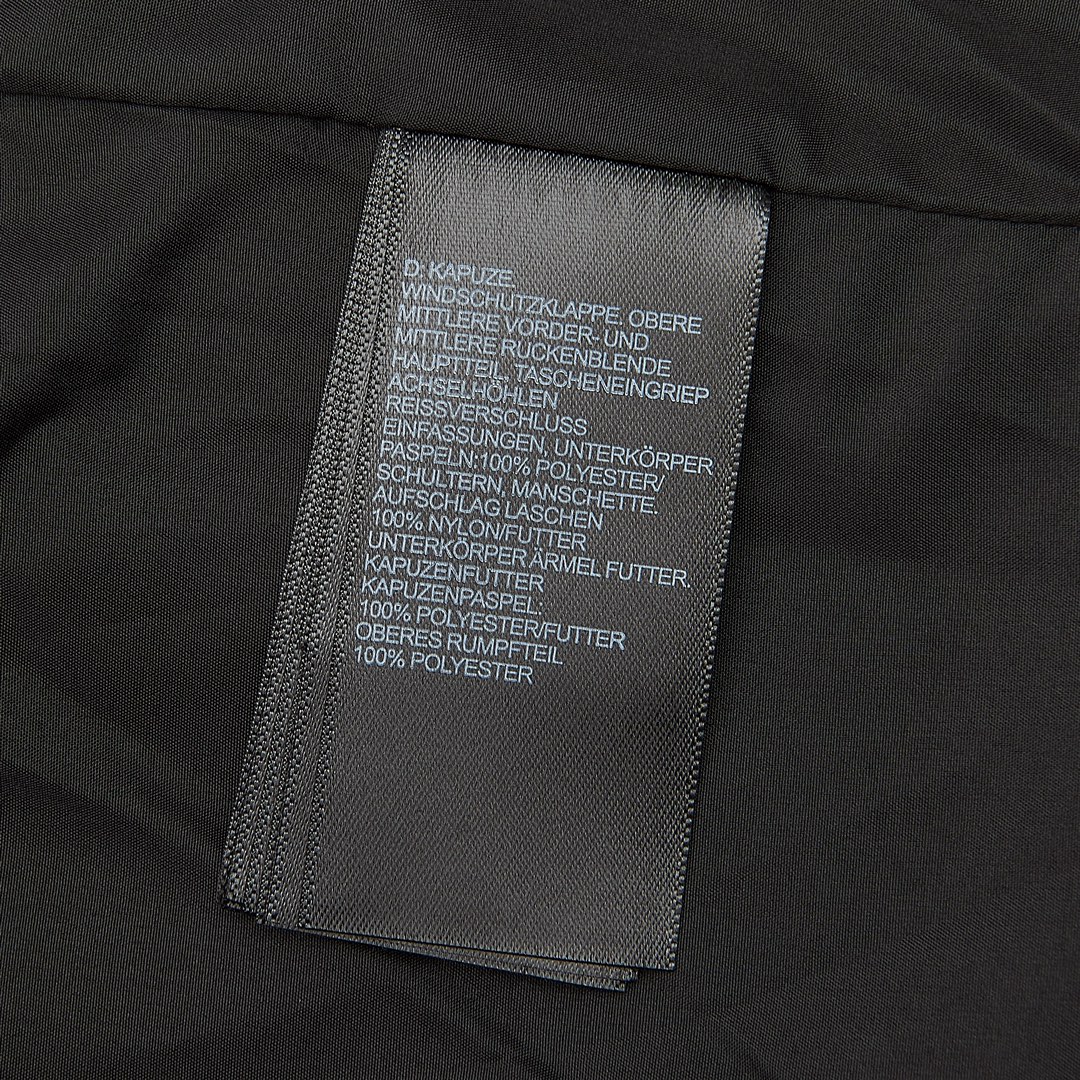 D: KAPUZE.
WINDSCHUTZKLAPPE, OBERE
MITTLERE VORDER- UND
MITTLERE RÜCKENBLENDE
HAUPTTEIL, TASCHENEINGRIEP
ACHSELHÖHLEN
REISSVERSCHLUSS
EINFASSUNGEN, UNTERKÖRPER
PASPELN:100% POLYESTER/
SCHULTERN, MANSCHETTE.
AUFSCHLAG LASCHEN
100% NYLON/FUTTER
UNTERKÖRPER ÄRMEL FUTTER.
KAPUZENFUTTER
KAPUZENPASPEL.
100% POLYESTER/FUTTER
OBERES RUMPFTEIL
100% POLYESTER